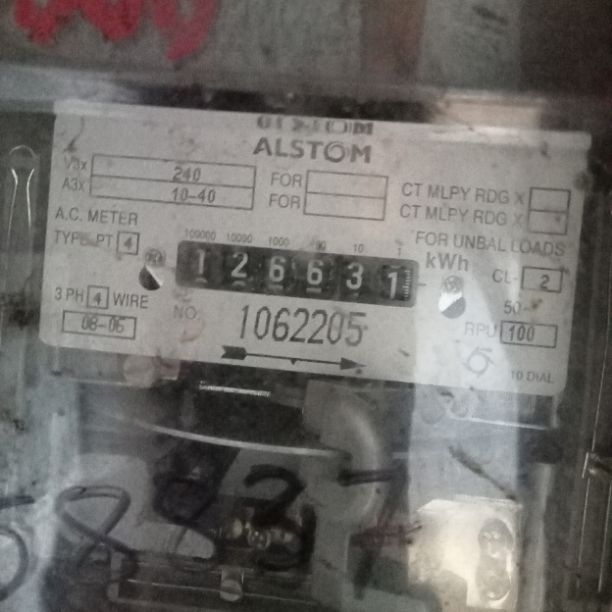 ALSTOM
V3x 240
A3x 10-40
FOR
FOR
CT MLPY RDG X
CT MLPY RDG X
A.C. METER
TYPE-PT 4
FOR UNBAL LOADS
100000 10000 1000 10 1
1 2 6 6 3 1
kWh
CL- 2
50~
3 PH 4 WIRE
08-06
NO. 1062205
RPU 100
10 DIAL